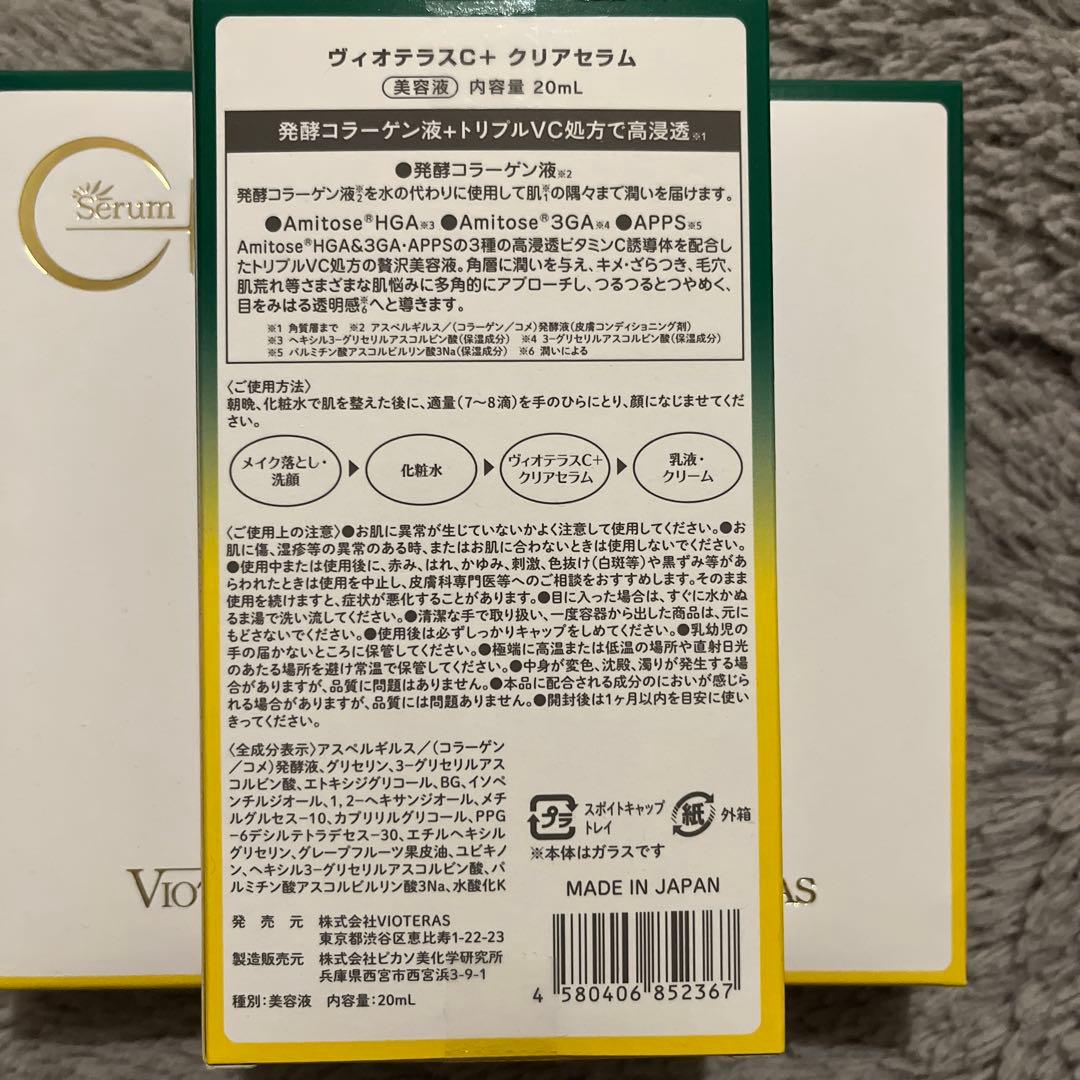 ヴィオテラスC+ クリアセラム
美容液 内容量 20mL
発酵コラーゲン液+トリプルVC処方で高浸透※1
●発酵コラーゲン液※2
発酵コラーゲン液※2を水の代わりに使用して肌※1の隅々まで潤いを届けます。
●Amitose®HGA※3 ●Amitose®3GA※4 ●APPS※5
Amitose®HGA&3GA・APPSの3種の高浸透ビタミンC誘導体を配合し
たトリプルVC処方の贅沢美容液。角層に潤いを与え、キメ・ざらつき、毛穴、
肌荒れ等さまざまな肌悩みに多角的にアプローチし、つるつるとつやめく、
目をみはる透明感※6へと導きます。
※1 角質層まで ※2 アスペルギルス/(コラーゲン/コメ)発酵液(皮膚コンディショニング剤)
※3 ヘキシル3-グリセリルアスコルビン酸(保湿成分) ※4 3-グリセリルアスコルビン酸(保湿成分)
※5 パルミチン酸アスコルビルリン酸3Na(保湿成分) ※6 潤いによる
〈ご使用方法〉
朝晩、化粧水で肌を整えた後に、適量(7〜8滴)を手のひらにとり、顔になじませてくだ
さい。
メイク落とし・
洗顔
化粧水
ヴィオテラスC+
クリアセラム
乳液・
クリーム
〈ご使用上の注意〉●お肌に異常が生じていないかよく注意して使用してください。●お
肌に傷、湿疹等の異常のある時、またはお肌に合わないときは使用しないでください。
●使用中または使用後に、赤み、はれ、かゆみ、刺激、色抜け(白斑等)や黒ずみ等があ
らわれたときは使用を中止し、皮膚科専門医等へのご相談をおすすめします。そのまま
使用を続けますと、症状が悪化することがあります。●目に入った場合は、すぐに水かぬ
るま湯で洗い流してください。●清潔な手で取り扱い、一度容器から出した商品は、元に
もどさないでください。●使用後は必ずしっかりキャップをしめてください。●乳幼児の
手の届かないところに保管してください。●極端に高温または低温の場所や直射日光
のあたる場所を避け常温で保管してください。●中身が変色、沈殿、濁りが発生する場
合がありますが、品質に問題はありません。●本品に配合される成分のにおいが感じら
れる場合がありますが、品質には問題ありません。●開封後は1ヶ月以内を目安に使い
きってください。
〈全成分表示〉アスペルギルス/(コラーゲン
/コメ)発酵液、グリセリン、3-グリセリルアス
コルビン酸、エトキシジグリコール、BG、イソペ
ンチルジオール、1,2-ヘキサンジオール、メチ
ルグルセス-10、カプリリルグリコール、PPG
-6デシルテトラデセス-30、エチルヘキシル
グリセリン、グレープフルーツ果皮油、ユビキノ
ン、ヘキシル3-グリセリルアスコルビン酸、パ
ルミチン酸アスコルビルリン酸3Na、水酸化K
プラ
スポイトキャップ
トレイ
紙
外箱
※本体はガラスです
MADE IN JAPAN
発売元 株式会社VIOTERAS
東京都渋谷区恵比寿1-22-23
製造販売元 株式会社ピカソ美化学研究所
兵庫県西宮市西宮浜3-9-1
種別:美容液 内容量:20mL
4 580406 852367
Serum
VIOT
AS